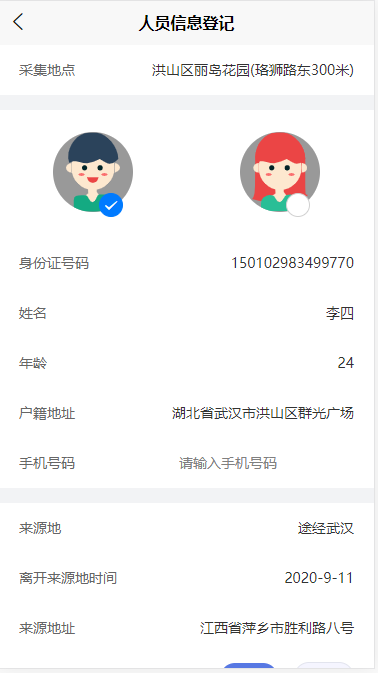 人员信息登记
采集地点 洪山区丽岛花园(珞狮路东300米)
身份证号码 150102983499770
姓名 李四
年龄 24
户籍地址 湖北省武汉市洪山区群光广场
手机号码 请输入手机号码
来源地 途经武汉
离开来源地时间 2020-9-11
来源地址 江西省萍乡市胜利路八号